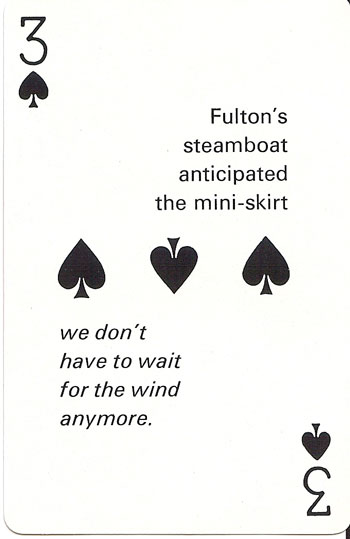 3
Fulton's
steamboat
anticipated
the mini-skirt
we don't
have to wait
for the wind
anymore.
3